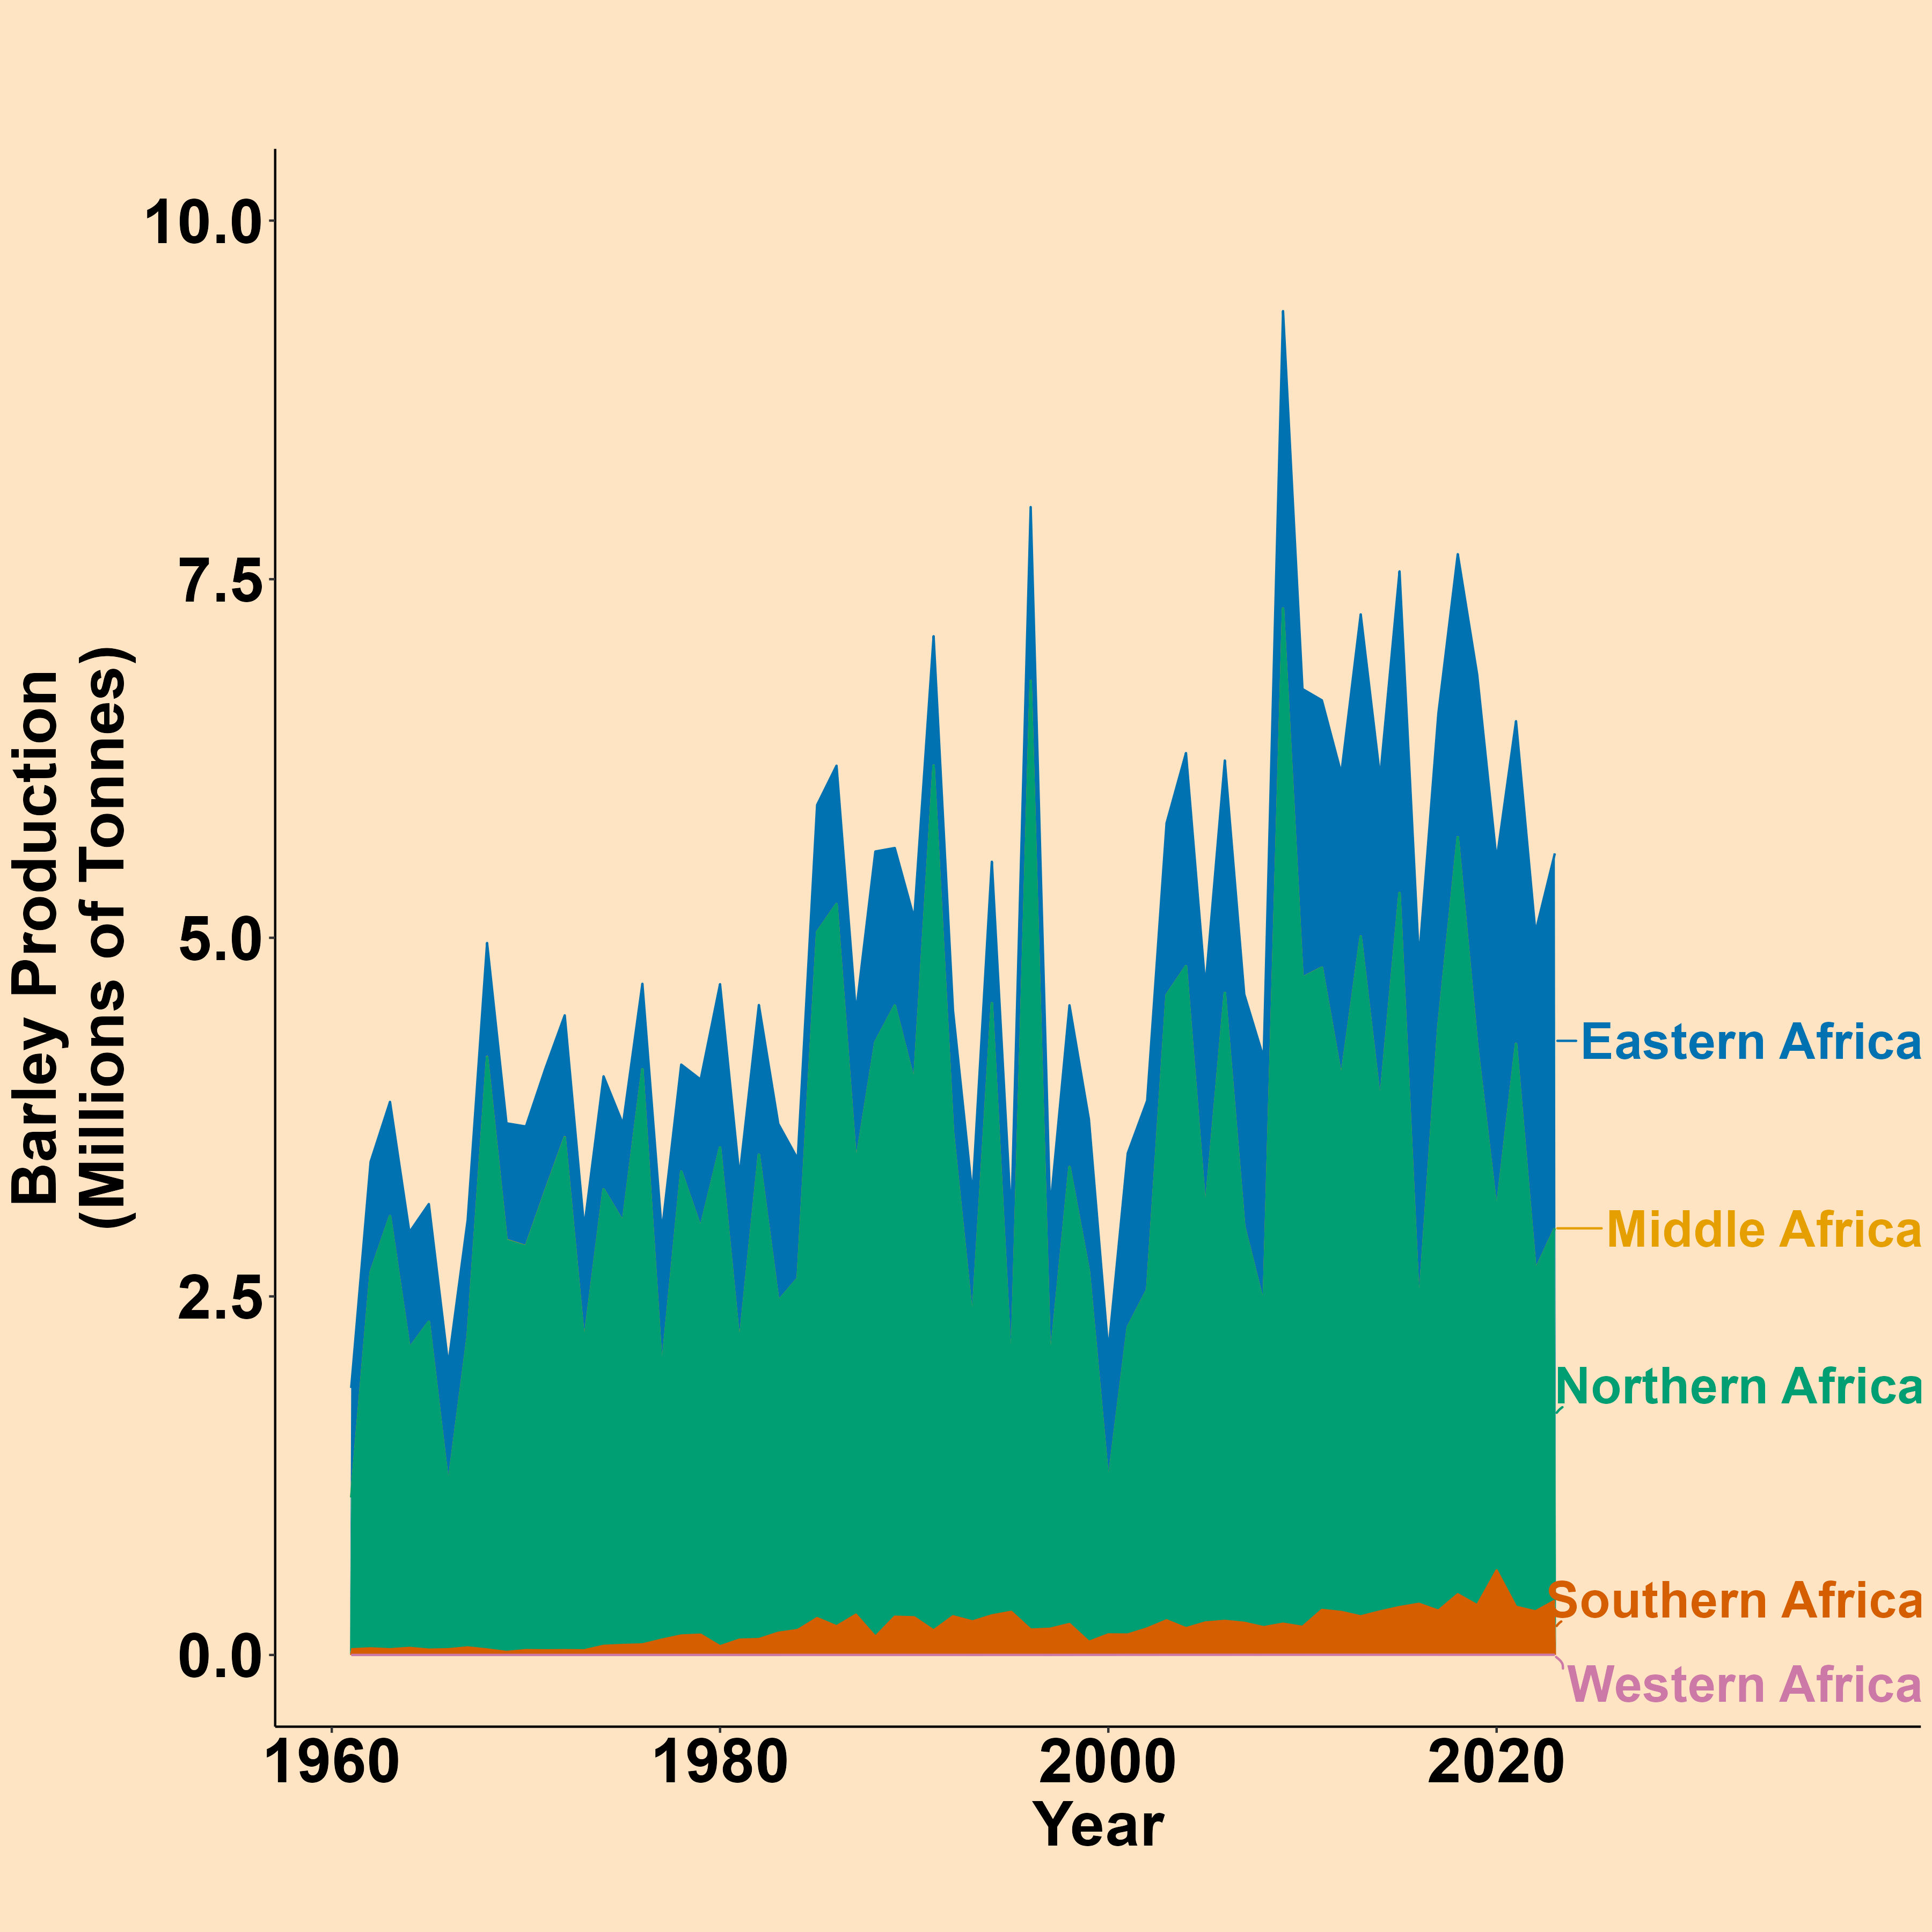 Barley Production
(Millions of Tonnes)
10.0
7.5
5.0
2.5
0.0
Eastern Africa
Middle Africa
Northern Africa
Southern Africa
Western Africa
1960 1980 2000 2020
Year